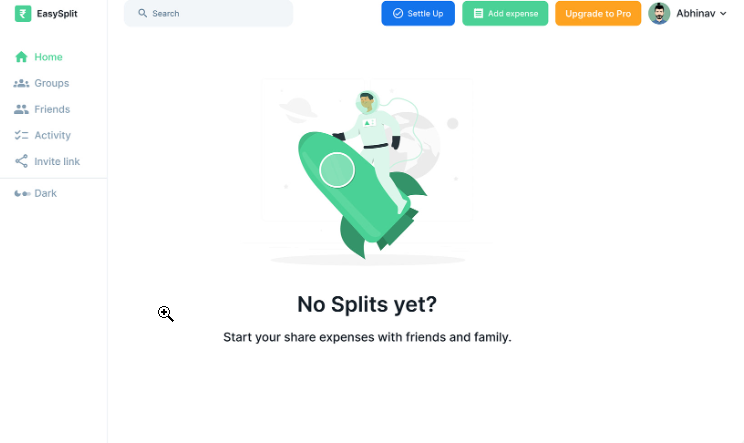 EasySplit
Search
Settle Up
Add expense
Upgrade to Pro
Abhinav
Home
Groups
Friends
Activity
Invite link
Dark
No Splits yet?
Start your share expenses with friends and family.